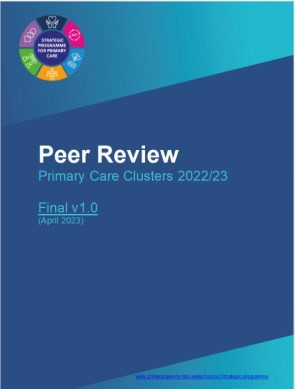 STRATEGIC
PROGRAMME
FOR PRIMARY
CARE
Peer Review
Primary Care Clusters 2022/23
Final v1.0
(April 2023)